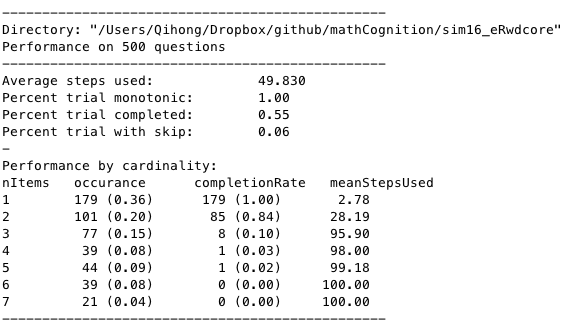 ------------------------------------------------
Directory: "/Users/Qihong/Dropbox/github/mathCognition/sim16_eRwdcore"
Performance on 500 questions
------------------------------------------------
Average steps used: 49.830
Percent trial monotonic: 1.00
Percent trial completed: 0.55
Percent trial with skip: 0.06
-
Performance by cardinality:
nItems occurance completionRate meanStepsUsed
1 179 (0.36) 179 (1.00) 2.78
2 101 (0.20) 85 (0.84) 28.19
3 77 (0.15) 8 (0.10) 95.90
4 39 (0.08) 1 (0.03) 98.00
5 44 (0.09) 1 (0.02) 99.18
6 39 (0.08) 0 (0.00) 100.00
7 21 (0.04) 0 (0.00) 100.00
------------------------------------------------